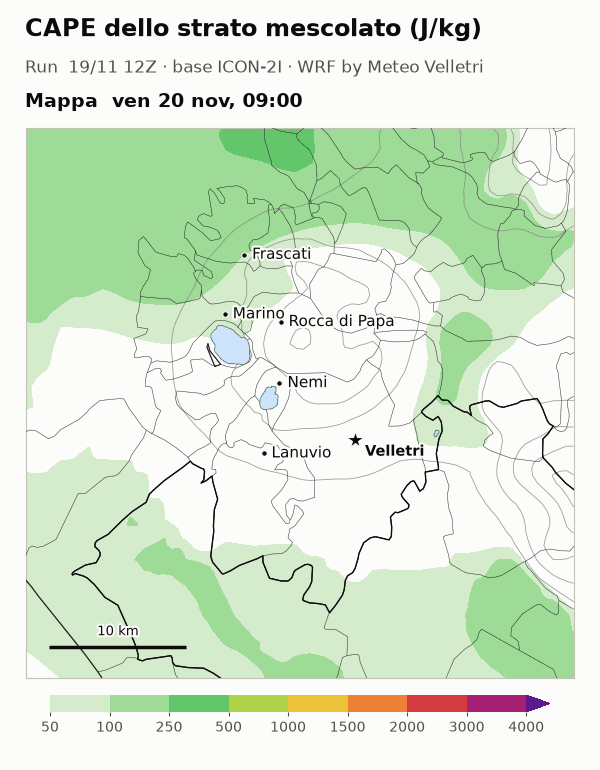 CAPE dello strato mescolato (J/kg)
Run  19/11 12Z · base ICON-2I · WRF by Meteo Velletri
Mappa  ven 20 nov, 09:00
Frascati
Marino
Rocca di Papa
Nemi
Velletri
Lanuvio
10 km
50 100 250 500 1000 1500 2000 3000 4000